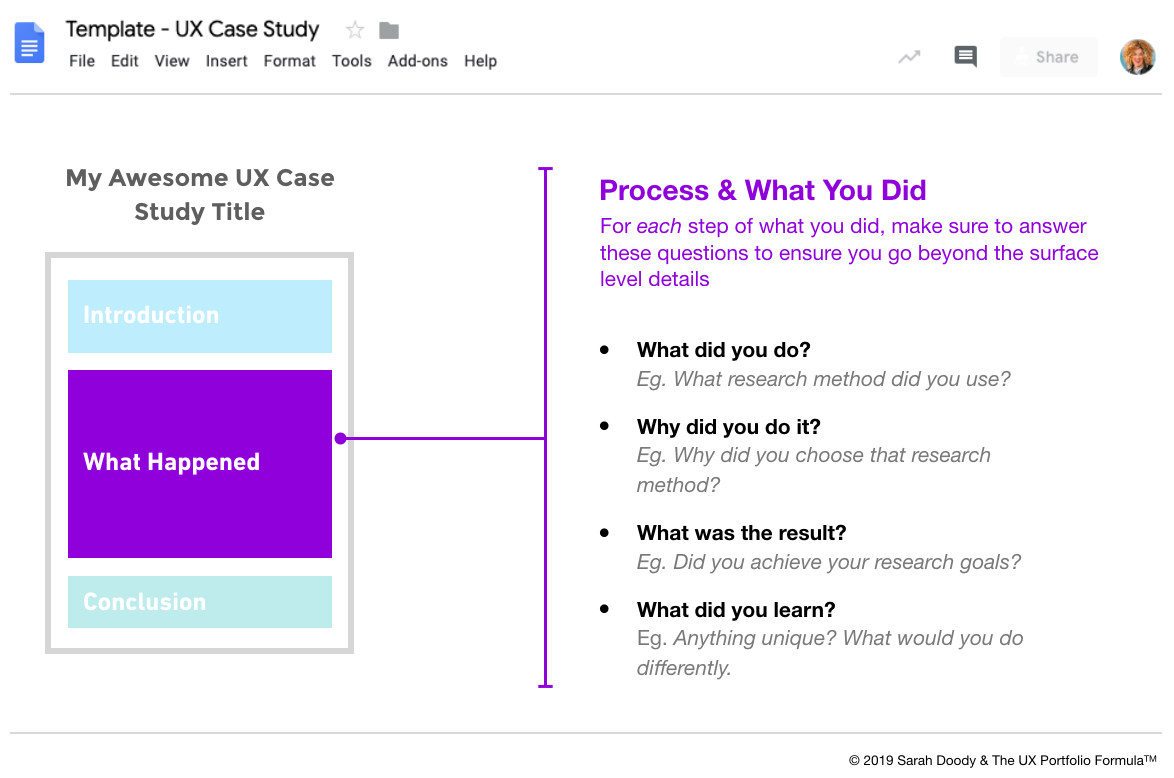 Template - UX Case Study
File Edit View Insert Format Tools Add-ons Help
Share
My Awesome UX Case
Study Title
Introduction
What Happened
Conclusion
Process & What You Did
For each step of what you did, make sure to answer
these questions to ensure you go beyond the surface
level details
• What did you do?
Eg. What research method did you use?
• Why did you do it?
Eg. Why did you choose that research
method?
• What was the result?
Eg. Did you achieve your research goals?
• What did you learn?
Eg. Anything unique? What would you do
differently.
© 2019 Sarah Doody & The UX Portfolio Formula™